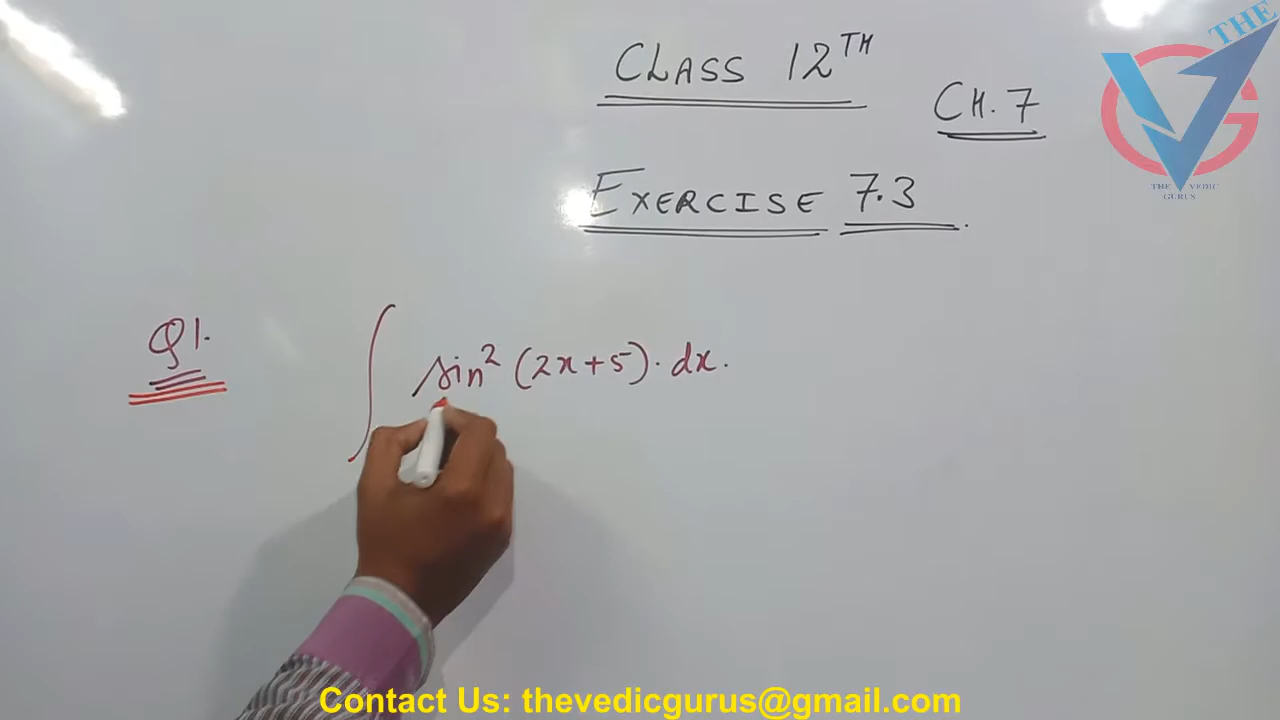 CLASS 12TH
CH. 7
EXERCISE 7.3
Q1. ∫ sin² (2x+5)· dx.
THE
VG
THE VEDIC
GURUS
Contact Us: thevedicgurus@gmail.com